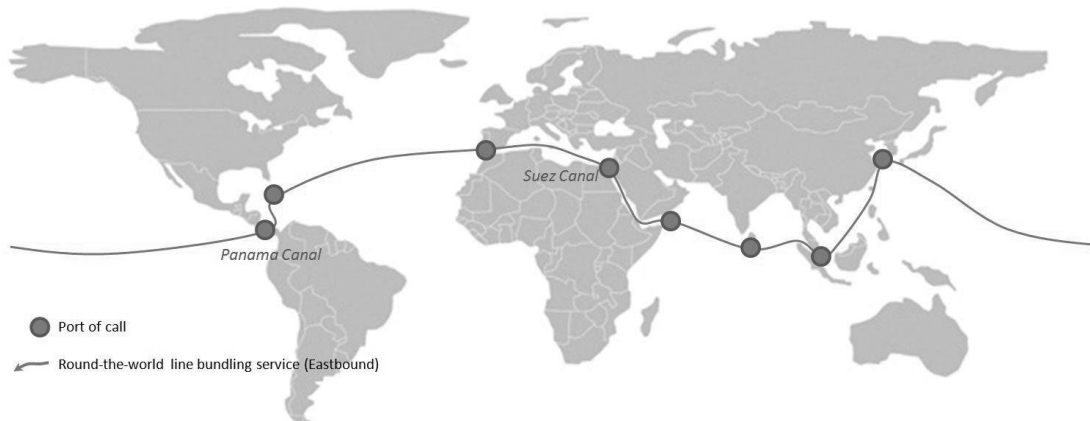 Suez Canal
Panama Canal
Port of call
Round-the-world line bundling service (Eastbound)